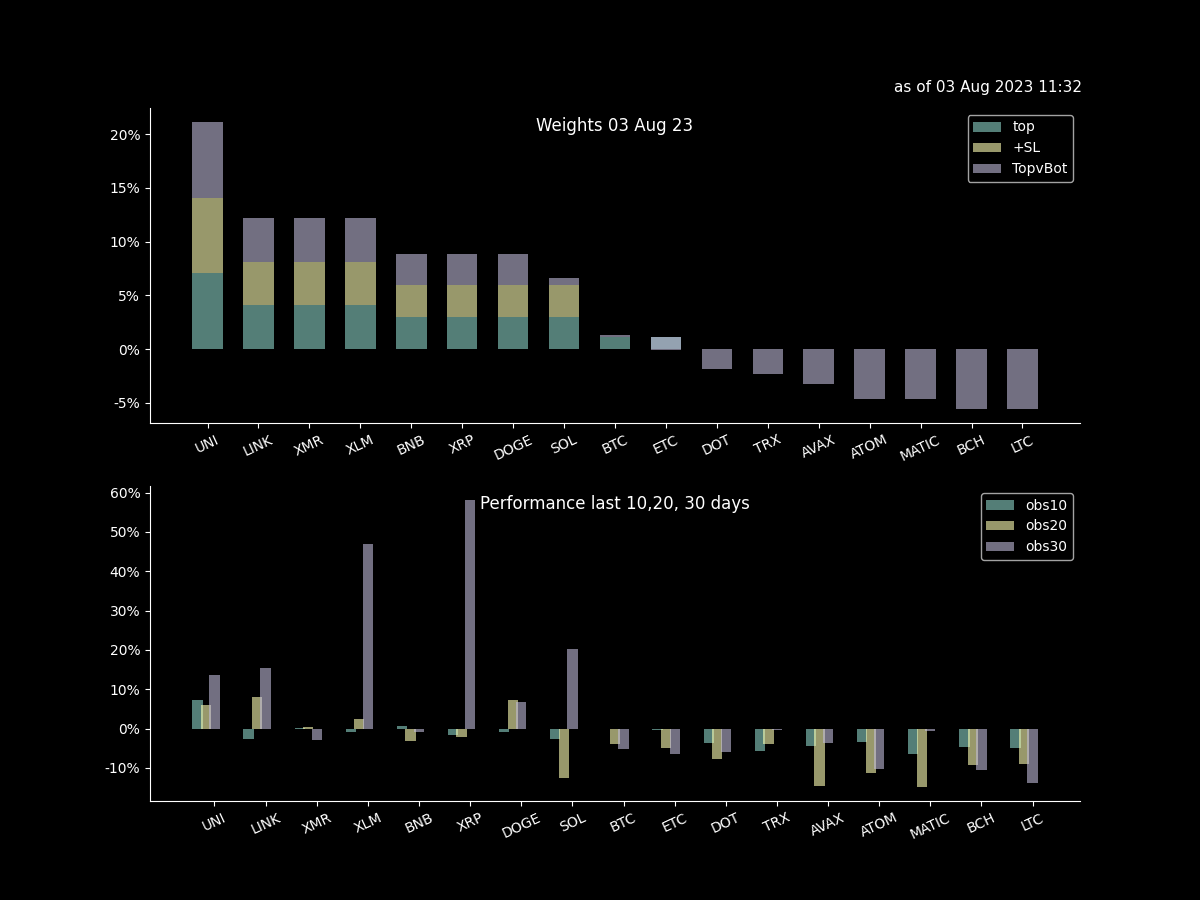 as of 03 Aug 2023 11:32
Weights 03 Aug 23
top
+SL
TopvBot
20%
15%
10%
5%
0%
-5%
UNI LINK XMR XLM BNB XRP DOGE SOL BTC ETC DOT TRX AVAX ATOM MATIC BCH LTC
Performance last 10,20, 30 days
obs10
obs20
obs30
60%
50%
40%
30%
20%
10%
0%
-10%
UNI LINK XMR XLM BNB XRP DOGE SOL BTC ETC DOT TRX AVAX ATOM MATIC BCH LTC